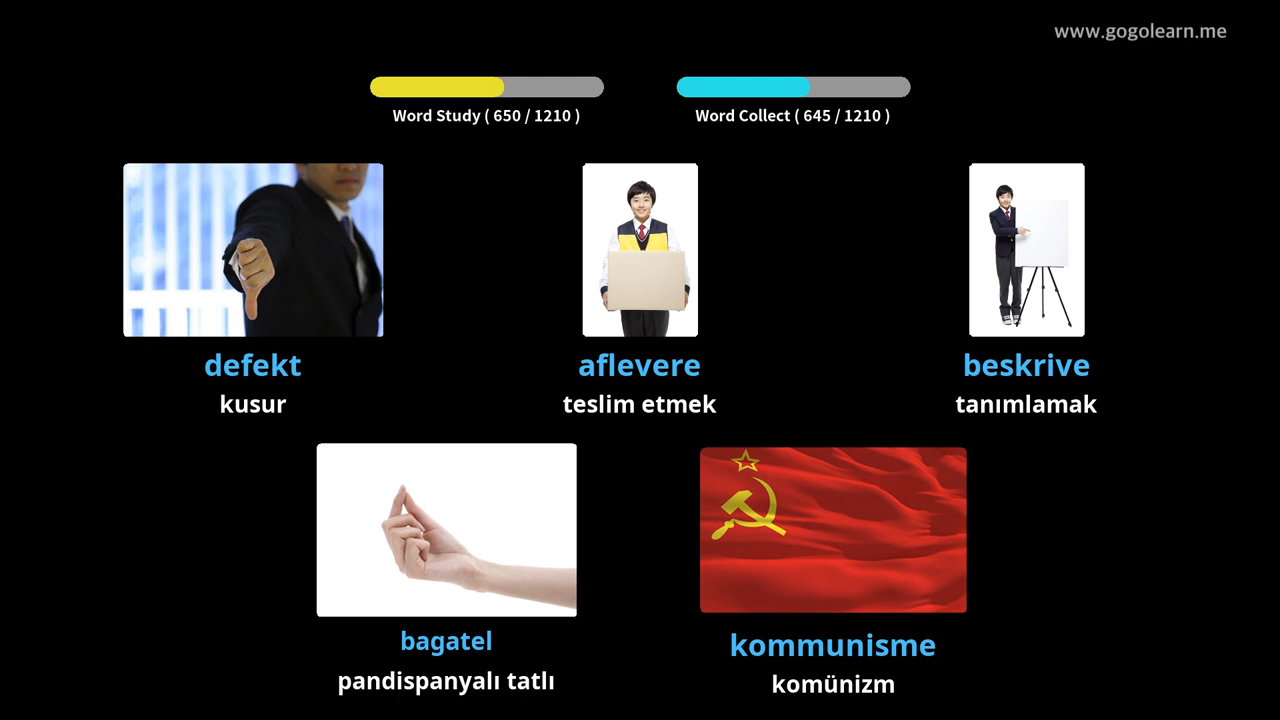 www.gogolearn.me
Word Study ( 650 / 1210 )
Word Collect ( 645 / 1210 )
defekt
kusur
aflevere
teslim etmek
beskrive
tanımlamak
bagatel
pandispanyalı tatlı
kommunisme
komünizm